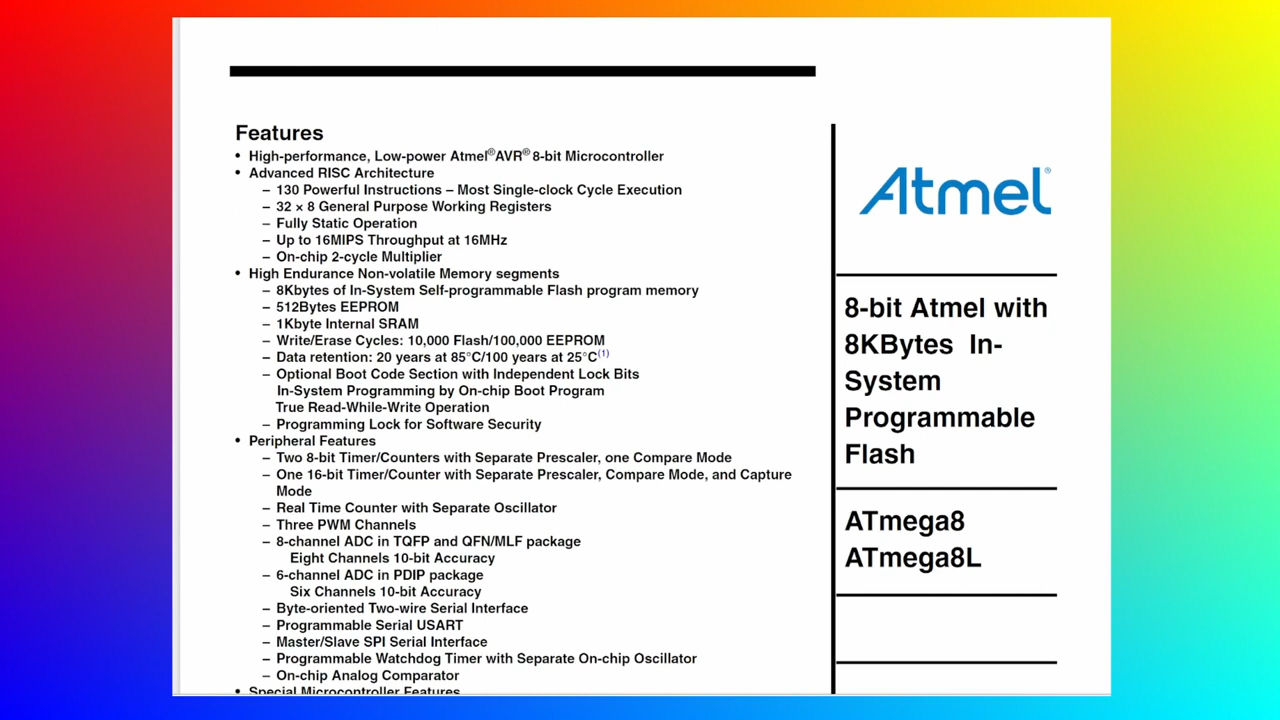 Features
• High-performance, Low-power Atmel®AVR® 8-bit Microcontroller
• Advanced RISC Architecture
– 130 Powerful Instructions – Most Single-clock Cycle Execution
– 32 × 8 General Purpose Working Registers
– Fully Static Operation
– Up to 16MIPS Throughput at 16MHz
– On-chip 2-cycle Multiplier
• High Endurance Non-volatile Memory segments
– 8Kbytes of In-System Self-programmable Flash program memory
– 512Bytes EEPROM
– 1Kbyte Internal SRAM
– Write/Erase Cycles: 10,000 Flash/100,000 EEPROM
– Data retention: 20 years at 85°C/100 years at 25°C(1)
– Optional Boot Code Section with Independent Lock Bits
In-System Programming by On-chip Boot Program
True Read-While-Write Operation
– Programming Lock for Software Security
• Peripheral Features
– Two 8-bit Timer/Counters with Separate Prescaler, one Compare Mode
– One 16-bit Timer/Counter with Separate Prescaler, Compare Mode, and Capture
Mode
– Real Time Counter with Separate Oscillator
– Three PWM Channels
– 8-channel ADC in TQFP and QFN/MLF package
Eight Channels 10-bit Accuracy
– 6-channel ADC in PDIP package
Six Channels 10-bit Accuracy
– Byte-oriented Two-wire Serial Interface
– Programmable Serial USART
– Master/Slave SPI Serial Interface
– Programmable Watchdog Timer with Separate On-chip Oscillator
– On-chip Analog Comparator
• Special Microcontroller Features
Atmel®
8-bit Atmel with
8KBytes In-
System
Programmable
Flash
ATmega8
ATmega8L